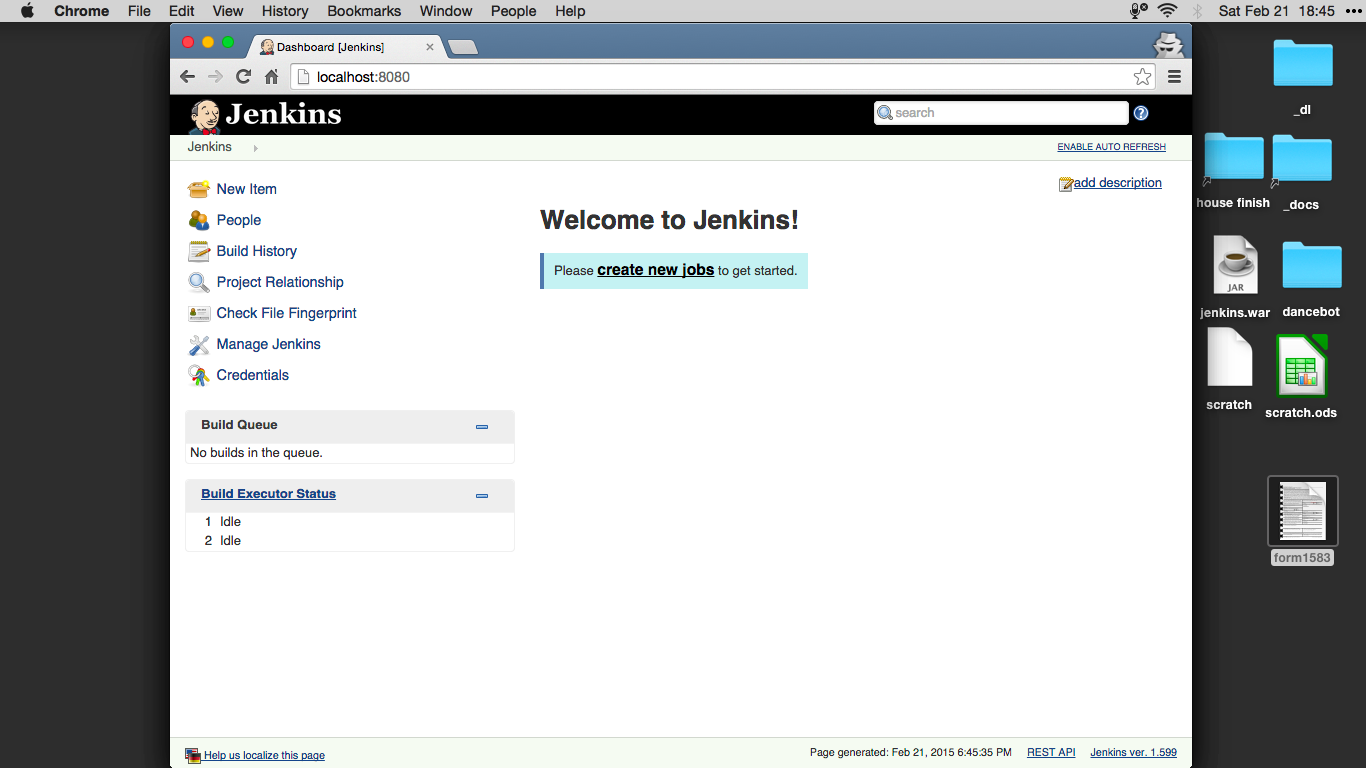 Chrome File Edit View History Bookmarks Window People Help Sat Feb 21 18:45
Dashboard [Jenkins]
localhost:8080
Jenkins search
Jenkins ENABLE AUTO REFRESH
add description
New Item
People
Build History
Project Relationship
Check File Fingerprint
Manage Jenkins
Credentials
Welcome to Jenkins!
Please create new jobs to get started.
Build Queue
No builds in the queue.
Build Executor Status
1 Idle
2 Idle
Help us localize this page Page generated: Feb 21, 2015 6:45:35 PM REST API Jenkins ver. 1.599
_dl
house finish _docs
JAR
jenkins.war dancebot
scratch scratch.ods
form1583